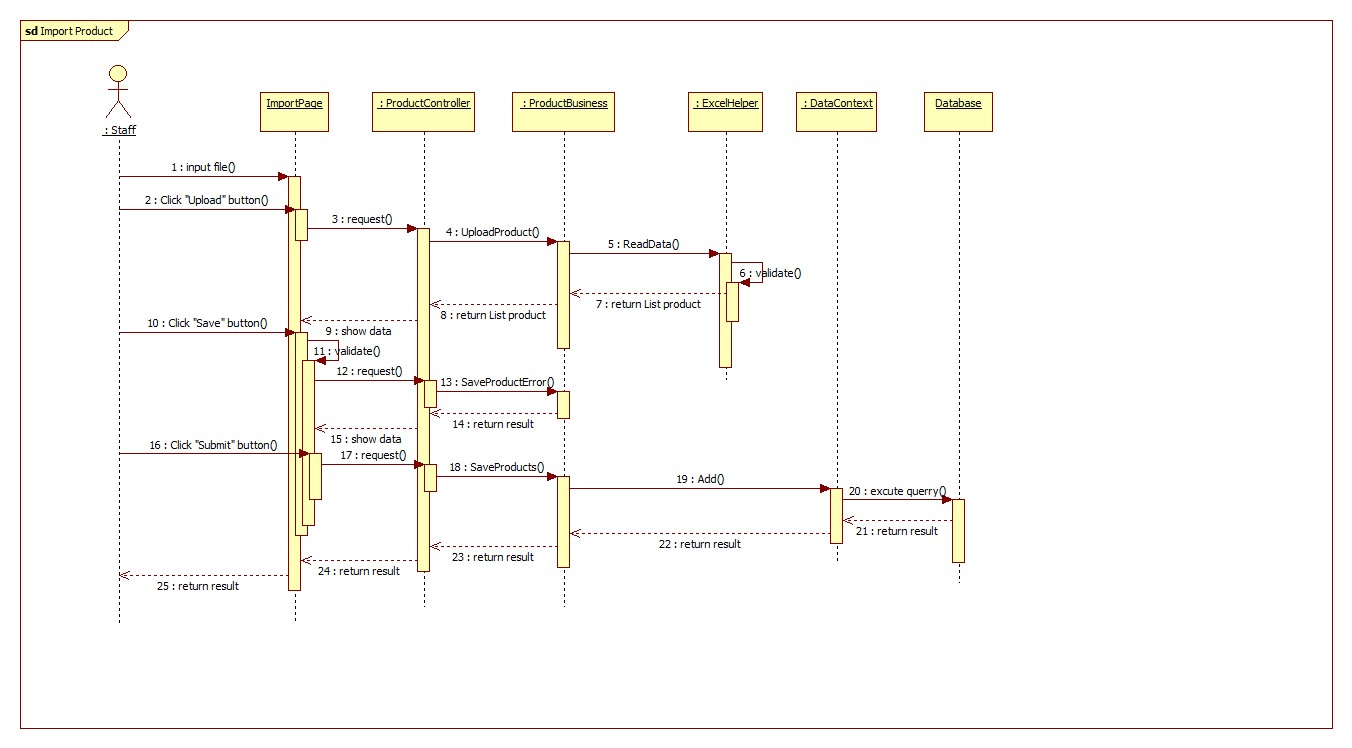 sd Import Product
: Staff
ImportPage
: ProductController
: ProductBusiness
: ExcelHelper
: DataContext
Database
1 : input file()
2 : Click "Upload" button()
3 : request()
4 : UploadProduct()
5 : ReadData()
6 : validate()
7 : return List product
8 : return List product
9 : show data
10 : Click "Save" button()
11 : validate()
12 : request()
13 : SaveProductError()
14 : return result
15 : show data
16 : Click "Submit" button()
17 : request()
18 : SaveProducts()
19 : Add()
20 : excute querry()
21 : return result
22 : return result
23 : return result
24 : return result
25 : return result